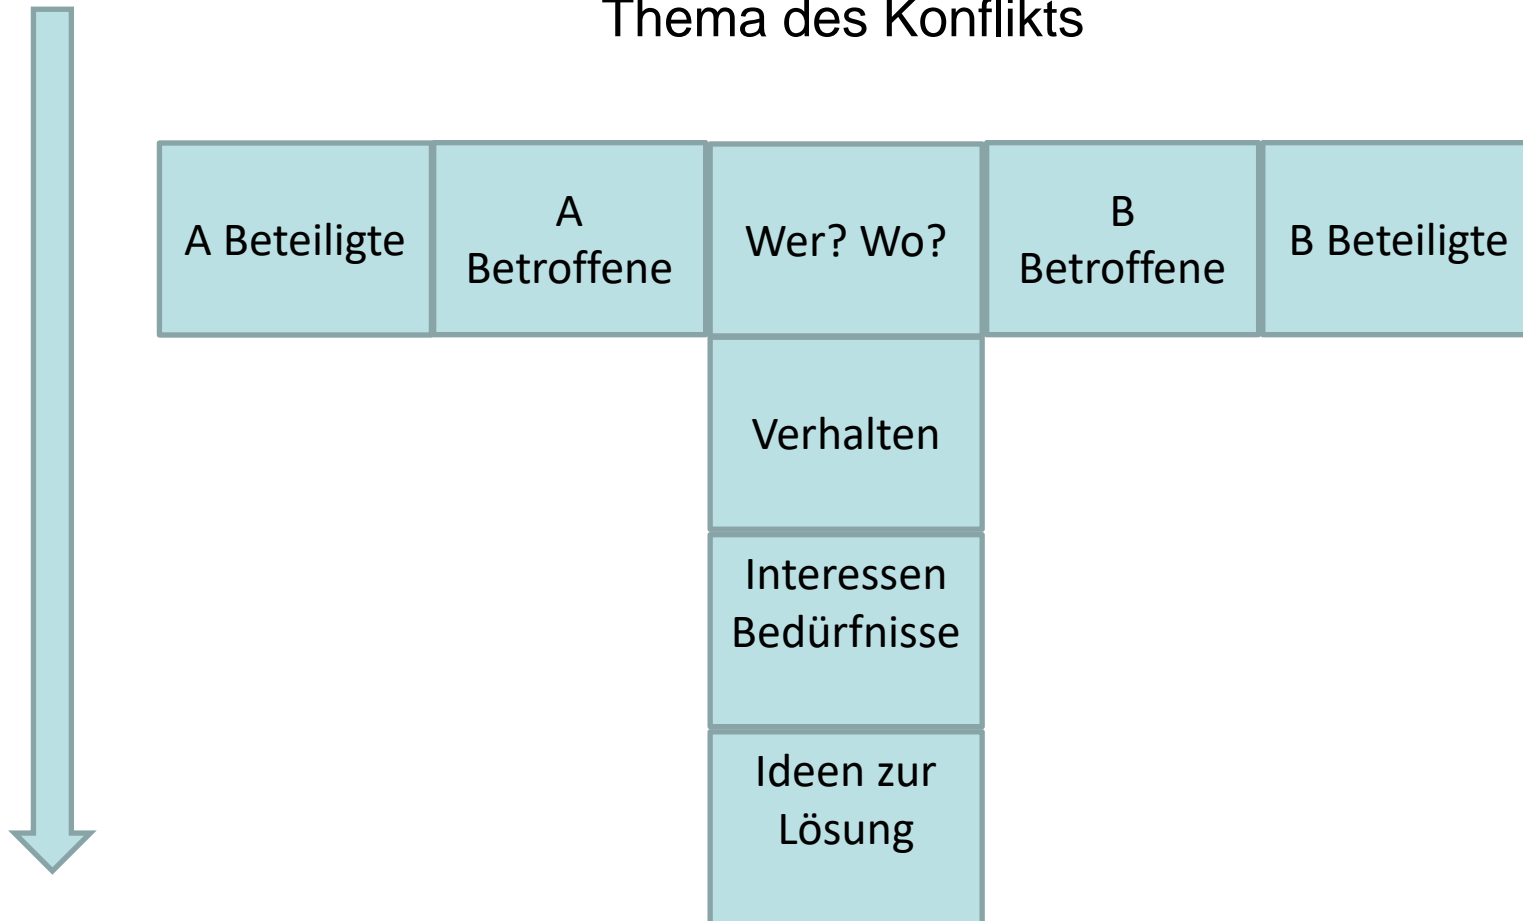 Thema des Konflikts
A Beteiligte
A
Betroffene
Wer? Wo?
B
Betroffene
B Beteiligte
Verhalten
Interessen
Bedürfnisse
Ideen zur
Lösung